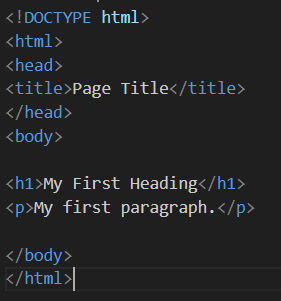 <!DOCTYPE html>
<html>
<head>
<title>Page Title</title>
</head>
<body>
<h1>My First Heading</h1>
<p>My first paragraph.</p>
</body>
</html>